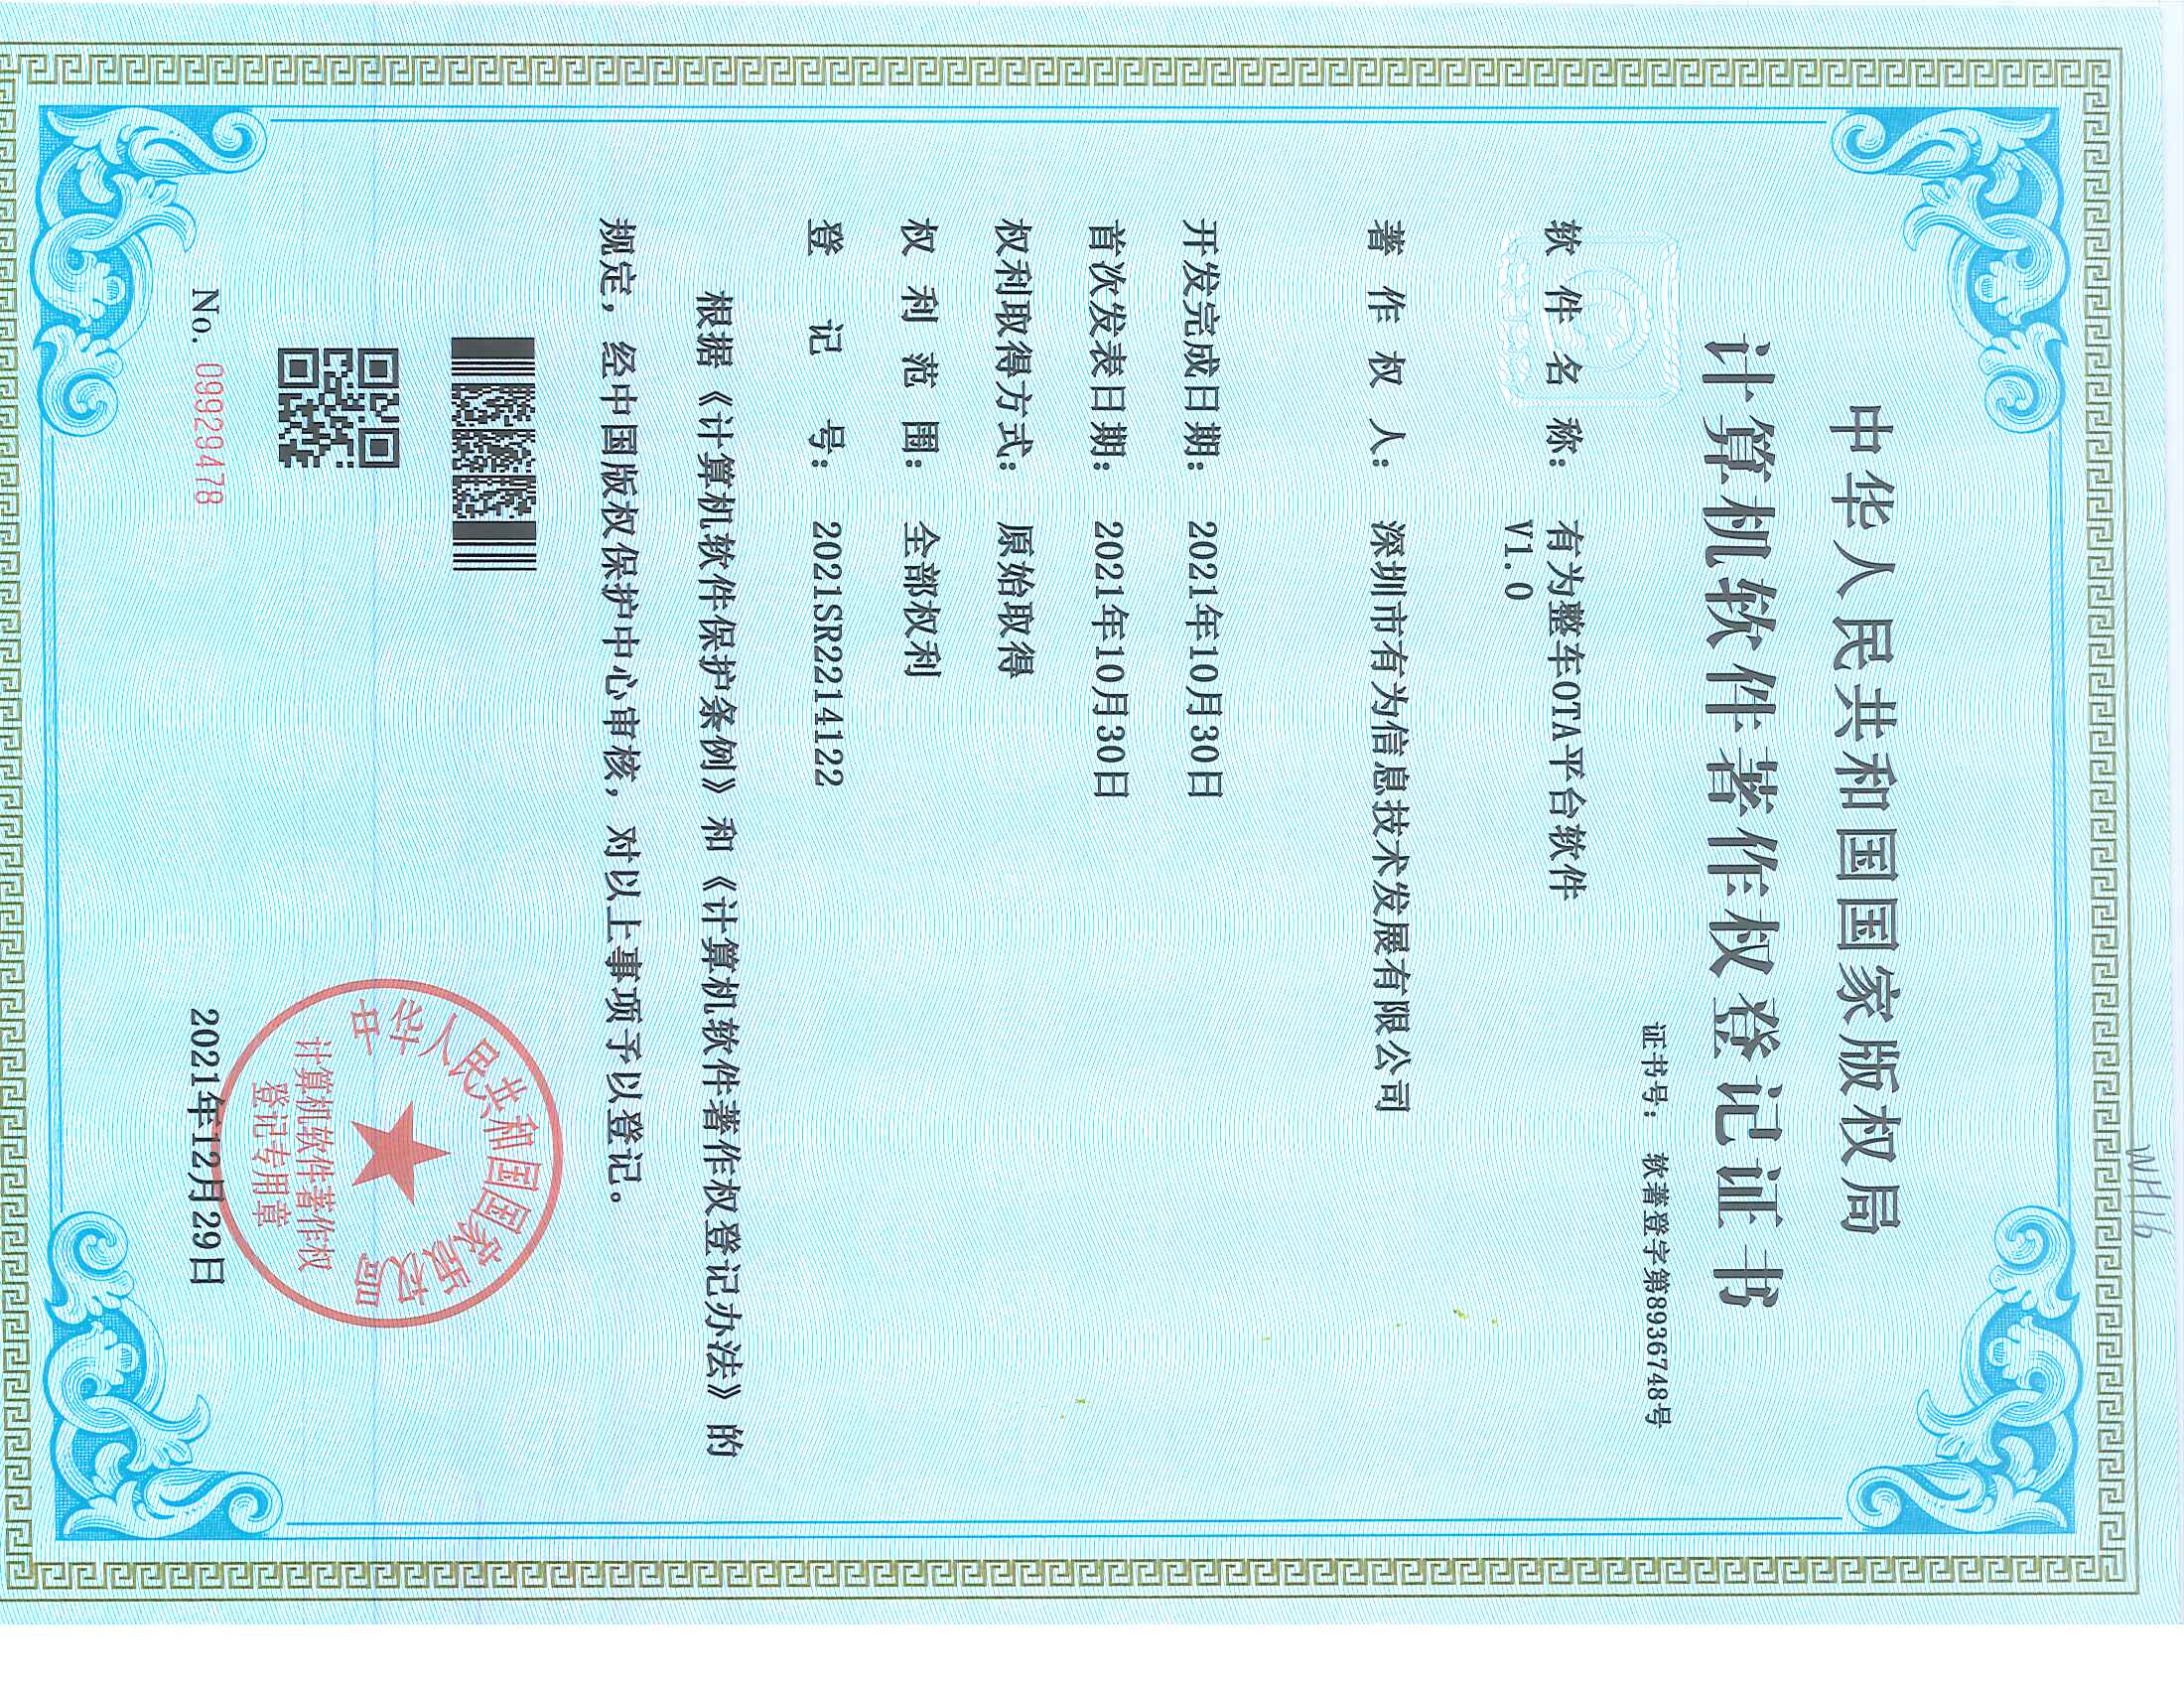 WH16
中华人民共和国国家版权局
计算机软件著作权登记证书
证书号： 软著登字第8936748号
软件名称： 有为整车OTA平台软件
V1.0
著作权人： 深圳市有为信息技术发展有限公司
开发完成日期： 2021年10月30日
首次发表日期： 2021年10月30日
权利取得方式： 原始取得
权利范围： 全部权利
登记号： 2021SR2214122
根据《计算机软件保护条例》和《计算机软件著作权登记办法》的
规定，经中国版权保护中心审核，对以上事项予以登记。
中华人民共和国国家版权局
计算机软件著作权
登记专用章
No. 09929478
2021年12月29日